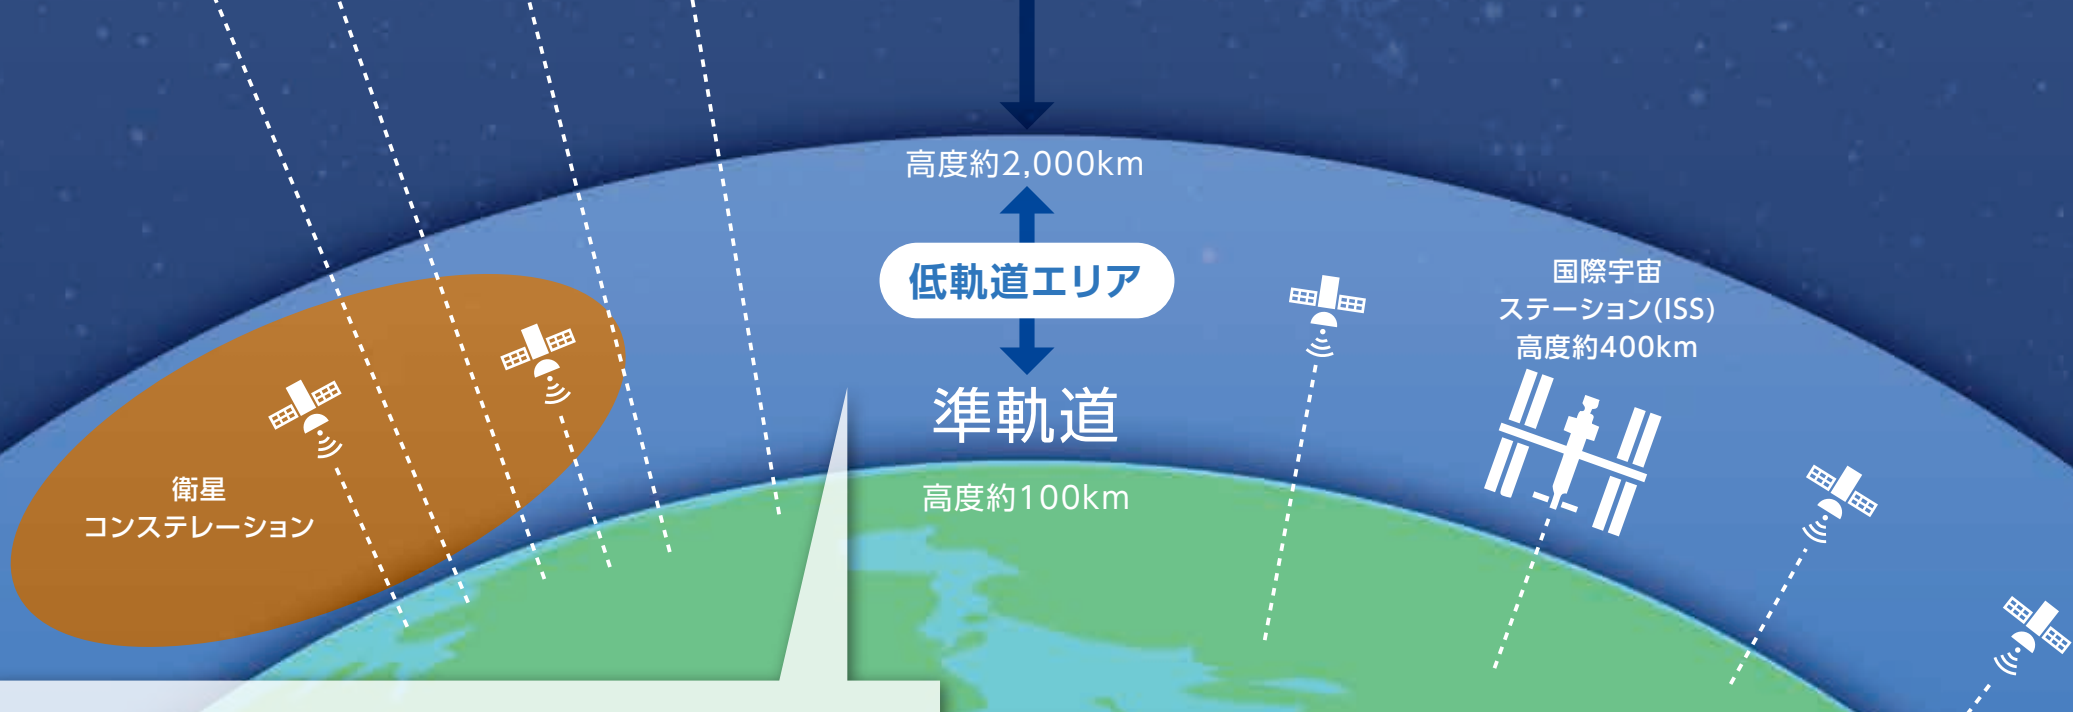 高度約2,000km
低軌道エリア
準軌道
高度約100km
国際宇宙
ステーション(ISS)
高度約400km
衛星
コンステレーション